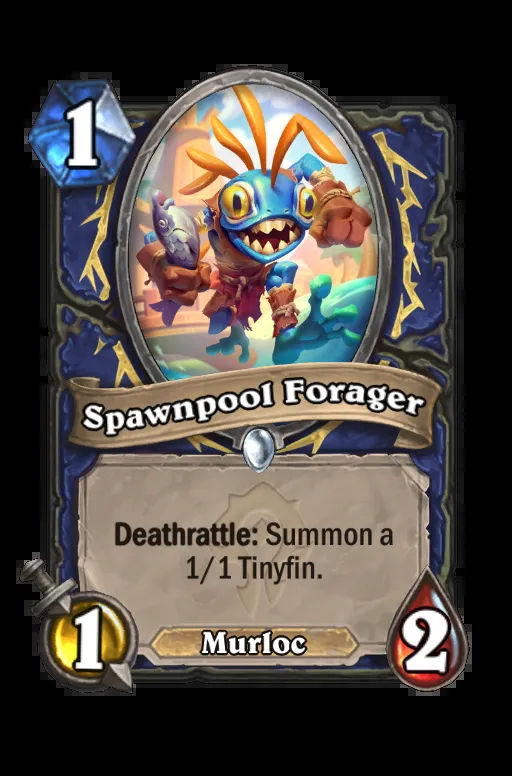 1
Spawnpool Forager
Deathrattle: Summon a
1/1 Tinyfin.
1
Murloc
2